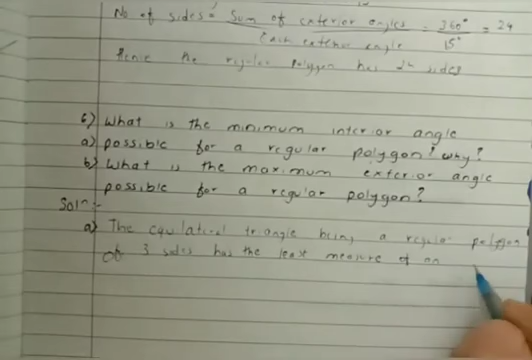 No of sides = Sum of exterior angles / Each exterior angle = 360° / 15° = 24
Hence the regular polygon has 24 sides
6) What is the minimum interior angle
a) possible for a regular polygon? why?
b) What is the maximum exterior angle
possible for a regular polygon?
Soln:-
a) The equilateral triangle being a regular polygon
of 3 sides has the least measure of an